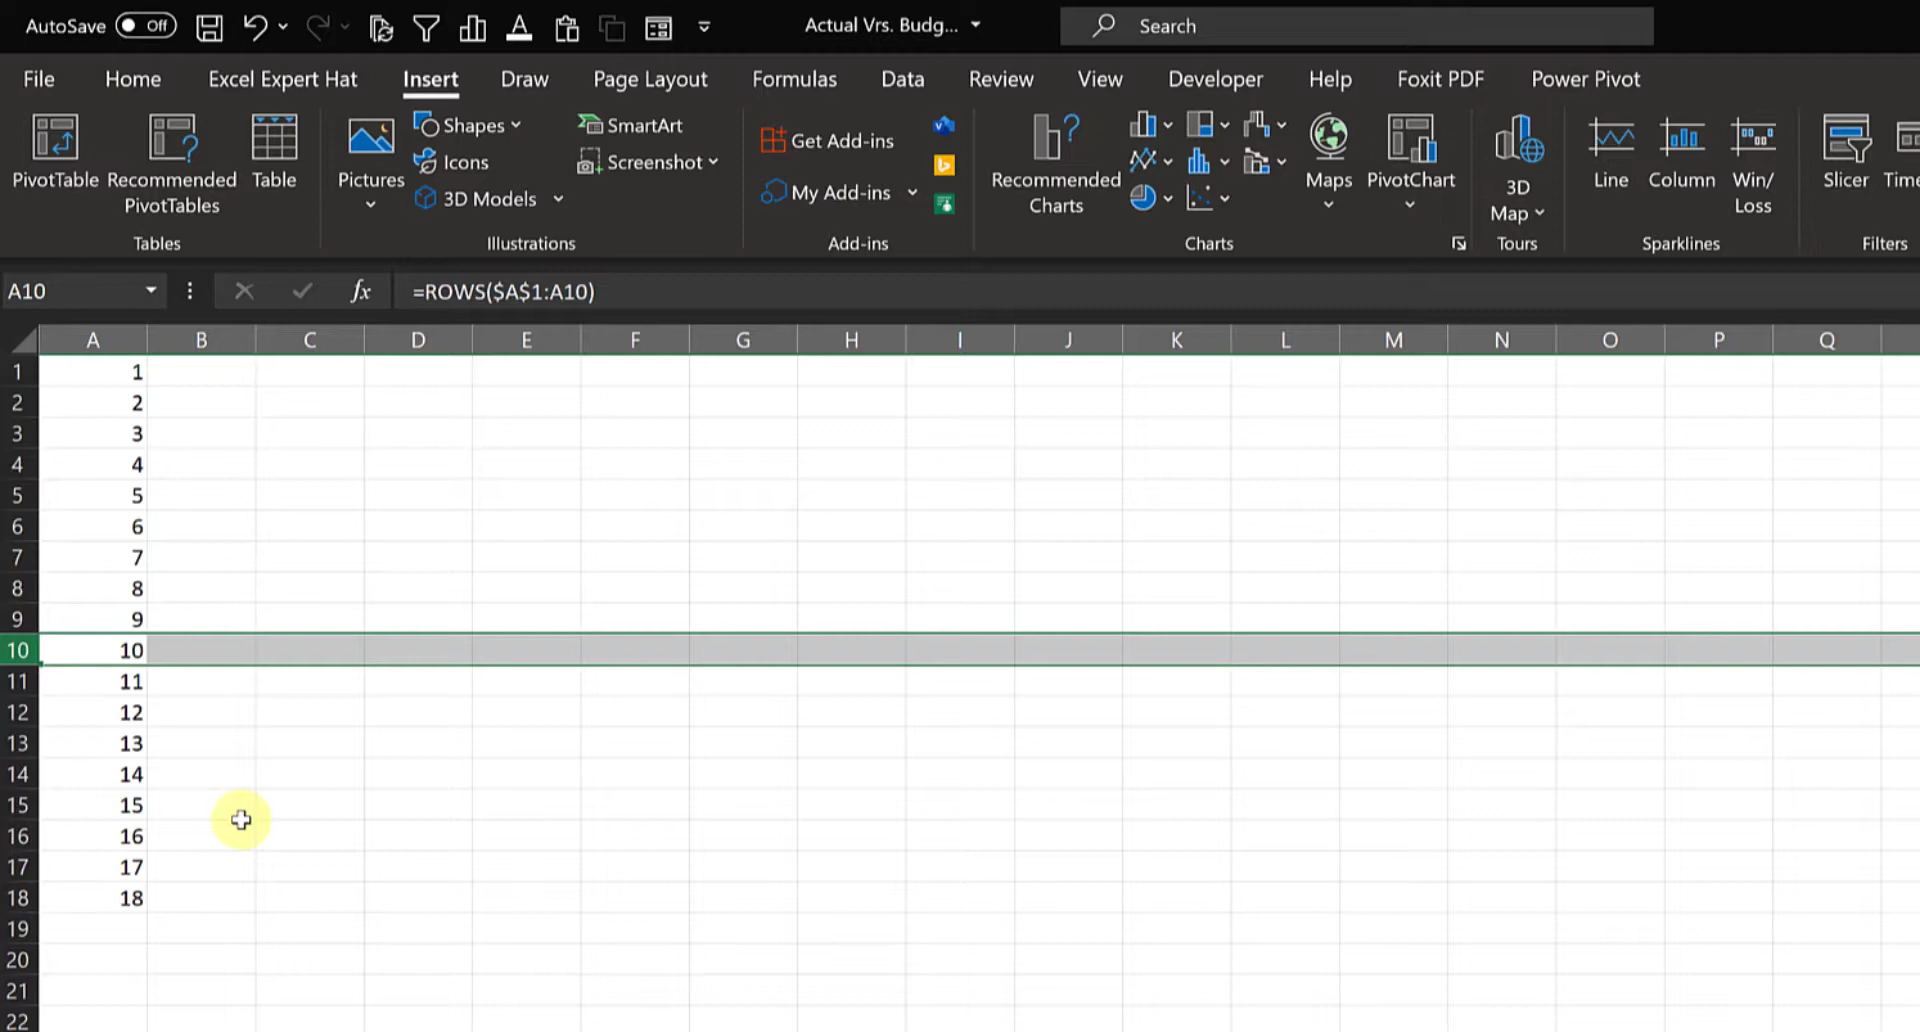 AutoSave Off Actual Vrs. Budg... Search
File Home Excel Expert Hat Insert Draw Page Layout Formulas Data Review View Developer Help Foxit PDF Power Pivot
PivotTable
Recommended
PivotTables
Table
Tables
Pictures
Shapes
Icons
3D Models
SmartArt
Screenshot
Illustrations
Get Add-ins
My Add-ins
Add-ins
Recommended
Charts
Maps
PivotChart
Charts
3D
Map
Tours
Line
Column
Win/
Loss
Sparklines
Slicer
Time
Filters
A10 fx =ROWS($A$1:A10)
A B C D E F G H I J K L M N O P Q
1 1
2 2
3 3
4 4
5 5
6 6
7 7
8 8
9 9
10 10
11 11
12 12
13 13
14 14
15 15
16 16
17 17
18 18
19
20
21
22